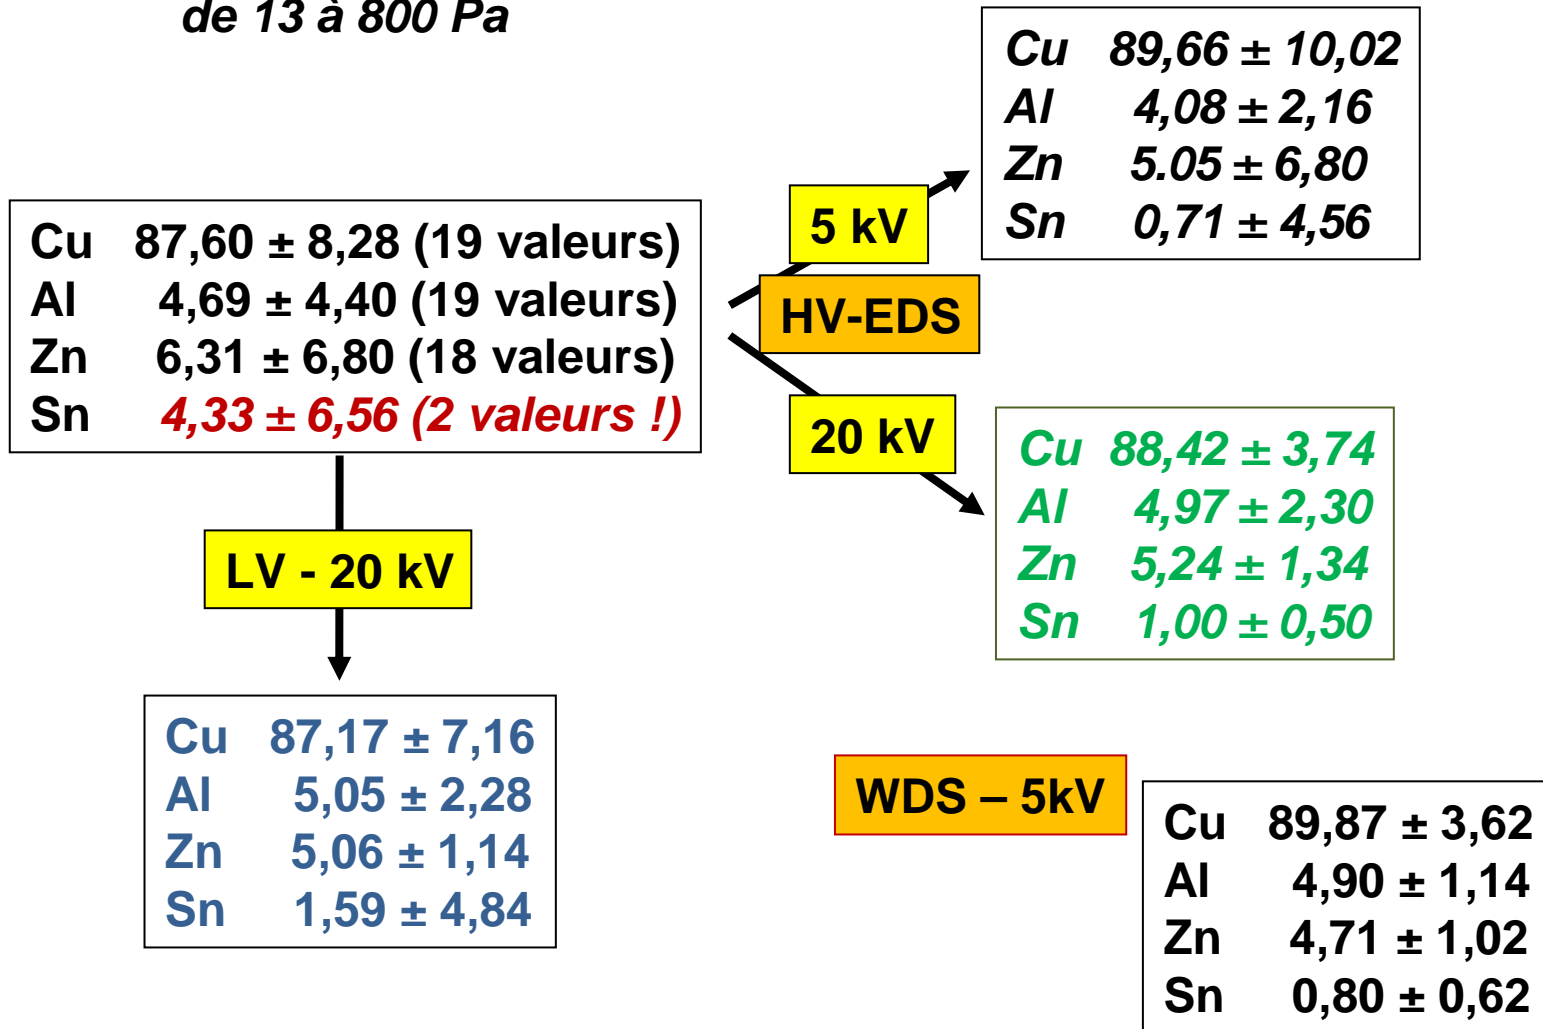 de 13 à 800 Pa
Cu 89,66 ± 10,02
Al 4,08 ± 2,16
Zn 5.05 ± 6,80
Sn 0,71 ± 4,56
Cu 87,60 ± 8,28 (19 valeurs)
Al 4,69 ± 4,40 (19 valeurs)
Zn 6,31 ± 6,80 (18 valeurs)
Sn 4,33 ± 6,56 (2 valeurs !)
5 kV
HV-EDS
20 kV
Cu 88,42 ± 3,74
Al 4,97 ± 2,30
Zn 5,24 ± 1,34
Sn 1,00 ± 0,50
LV - 20 kV
Cu 87,17 ± 7,16
Al 5,05 ± 2,28
Zn 5,06 ± 1,14
Sn 1,59 ± 4,84
WDS – 5kV
Cu 89,87 ± 3,62
Al 4,90 ± 1,14
Zn 4,71 ± 1,02
Sn 0,80 ± 0,62